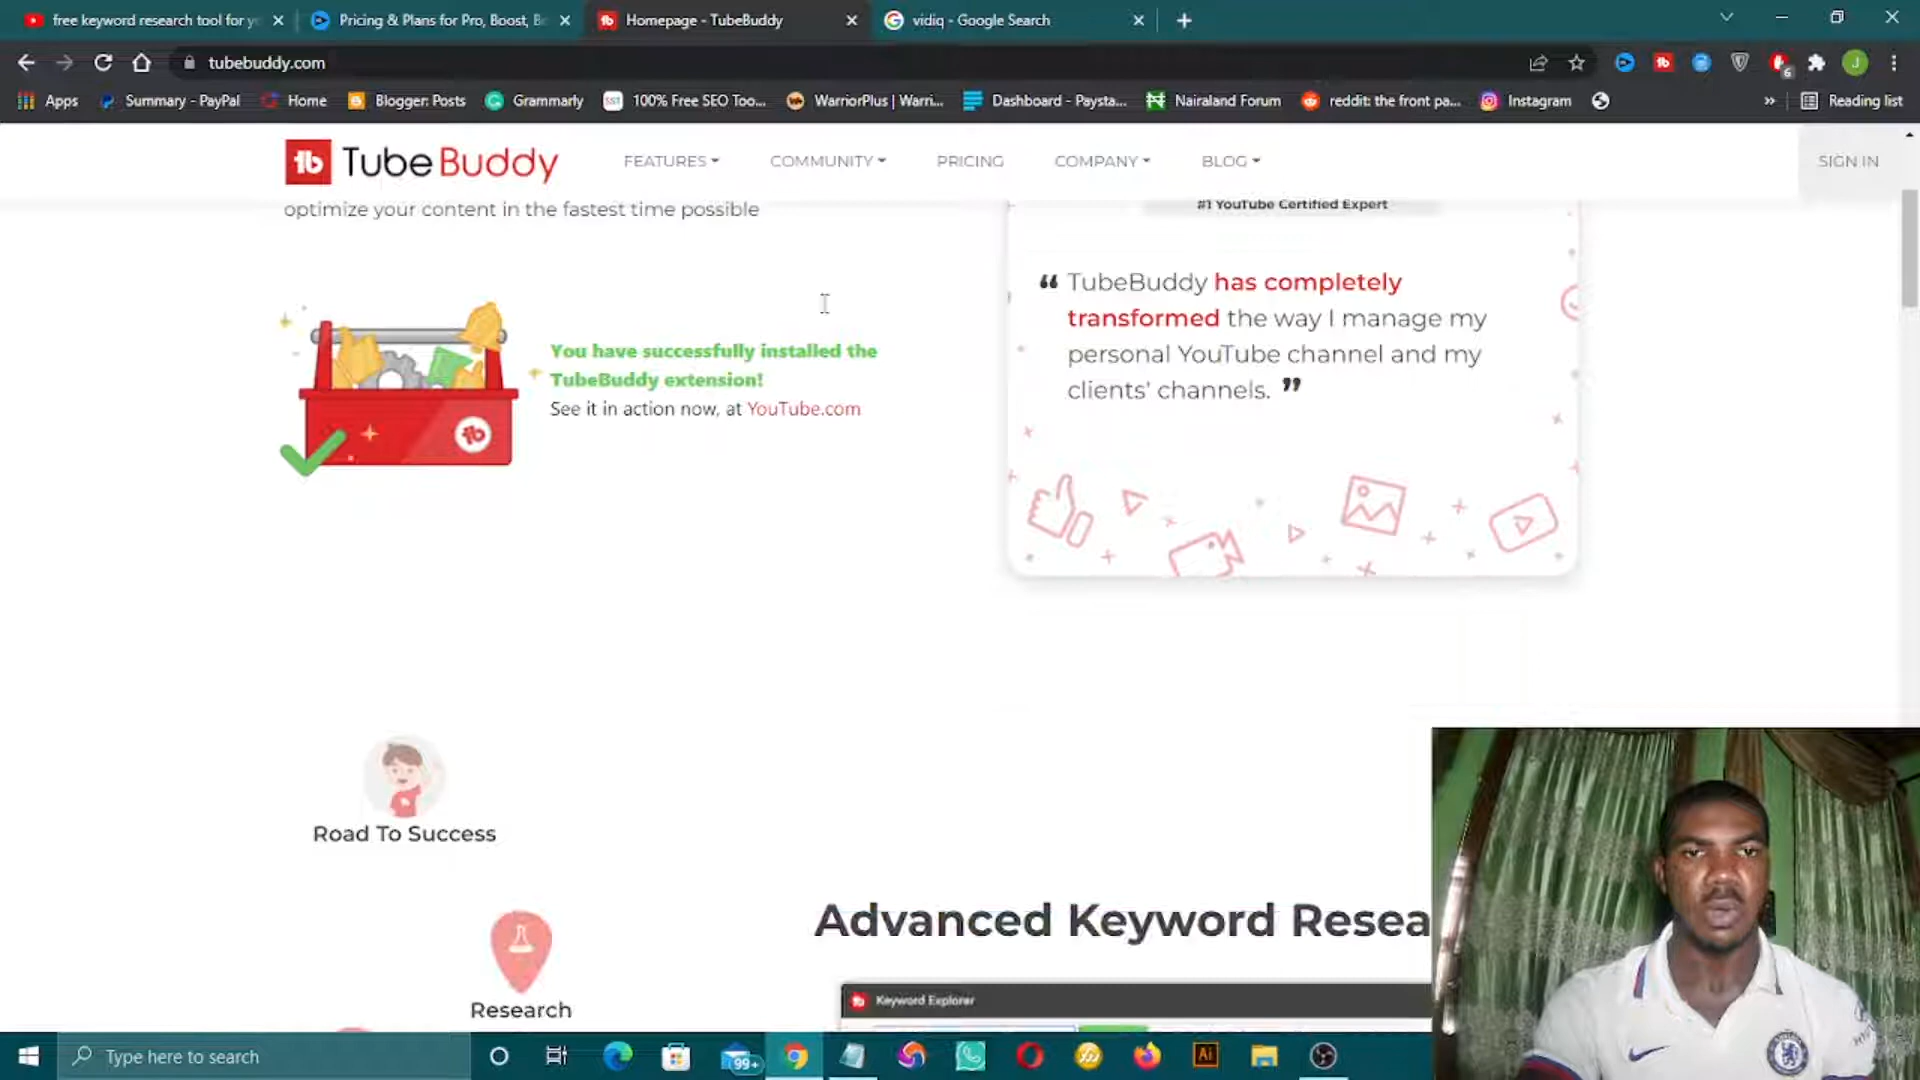 free keyword research tool for y
Pricing & Plans for Pro, Boost, B
Homepage - TubeBuddy
vidiq - Google Search
tubebuddy.com
6
J
Apps
Summary - PayPal
Home
Blogger: Posts
Grammarly
100% Free SEO Too...
WarriorPlus | Warri...
Dashboard - Paysta...
Nairaland Forum
reddit: the front pa...
Instagram
»
Reading list
tb TubeBuddy
FEATURES
COMMUNITY
PRICING
COMPANY
BLOG
SIGN IN
optimize your content in the fastest time possible
#1 YouTube Certified Expert
“ TubeBuddy has completely
transformed the way I manage my
personal YouTube channel and my
clients' channels. ”
You have successfully installed the
TubeBuddy extension!
See it in action now, at YouTube.com
Road To Success
Advanced Keyword Resea
Research
Keyword Explorer
Type here to search
99+
Ai